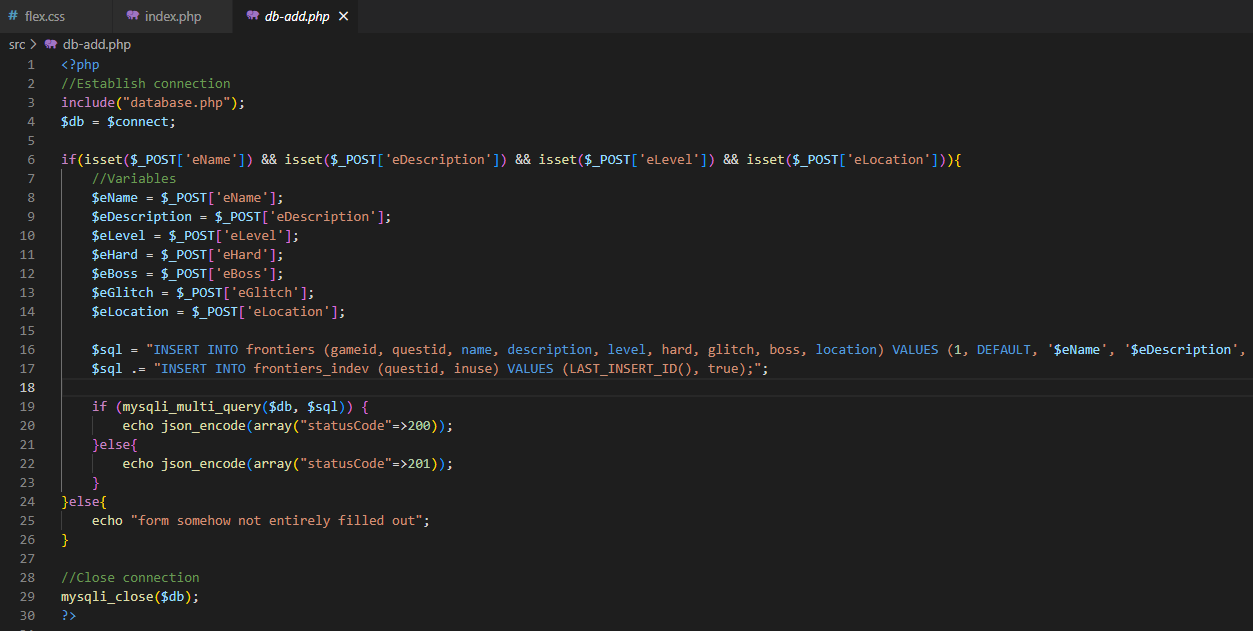 # flex.css index.php db-add.php ×
src > db-add.php
1 <?php
2 //Establish connection
3 include("database.php");
4 $db = $connect;
5
6 if(isset($_POST['eName']) && isset($_POST['eDescription']) && isset($_POST['eLevel']) && isset($_POST['eLocation'])){
7 //Variables
8 $eName = $_POST['eName'];
9 $eDescription = $_POST['eDescription'];
10 $eLevel = $_POST['eLevel'];
11 $eHard = $_POST['eHard'];
12 $eBoss = $_POST['eBoss'];
13 $eGlitch = $_POST['eGlitch'];
14 $eLocation = $_POST['eLocation'];
15
16 $sql = "INSERT INTO frontiers (gameid, questid, name, description, level, hard, glitch, boss, location) VALUES (1, DEFAULT, '$eName', '$eDescription',
17 $sql .= "INSERT INTO frontiers_indev (questid, inuse) VALUES (LAST_INSERT_ID(), true);";
18
19 if (mysqli_multi_query($db, $sql)) {
20 echo json_encode(array("statusCode"=>200));
21 }else{
22 echo json_encode(array("statusCode"=>201));
23 }
24 }else{
25 echo "form somehow not entirely filled out";
26 }
27
28 //Close connection
29 mysqli_close($db);
30 ?>